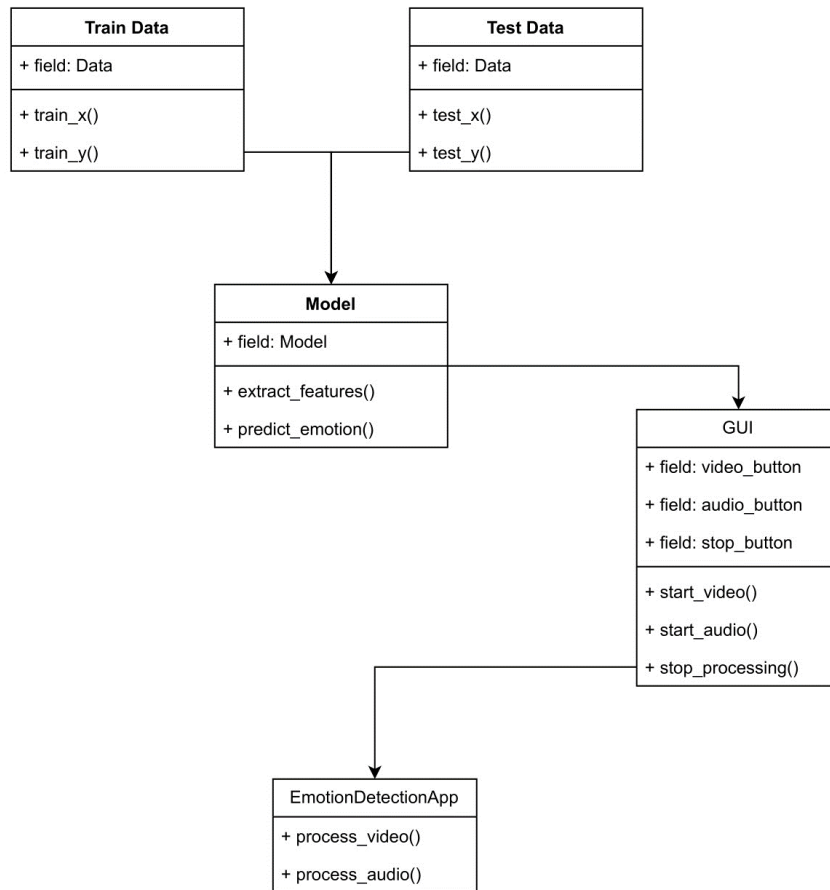 Train Data
+ field: Data
+ train_x()
+ train_y()
Test Data
+ field: Data
+ test_x()
+ test_y()
Model
+ field: Model
+ extract_features()
+ predict_emotion()
GUI
+ field: video_button
+ field: audio_button
+ field: stop_button
+ start_video()
+ start_audio()
+ stop_processing()
EmotionDetectionApp
+ process_video()
+ process_audio()